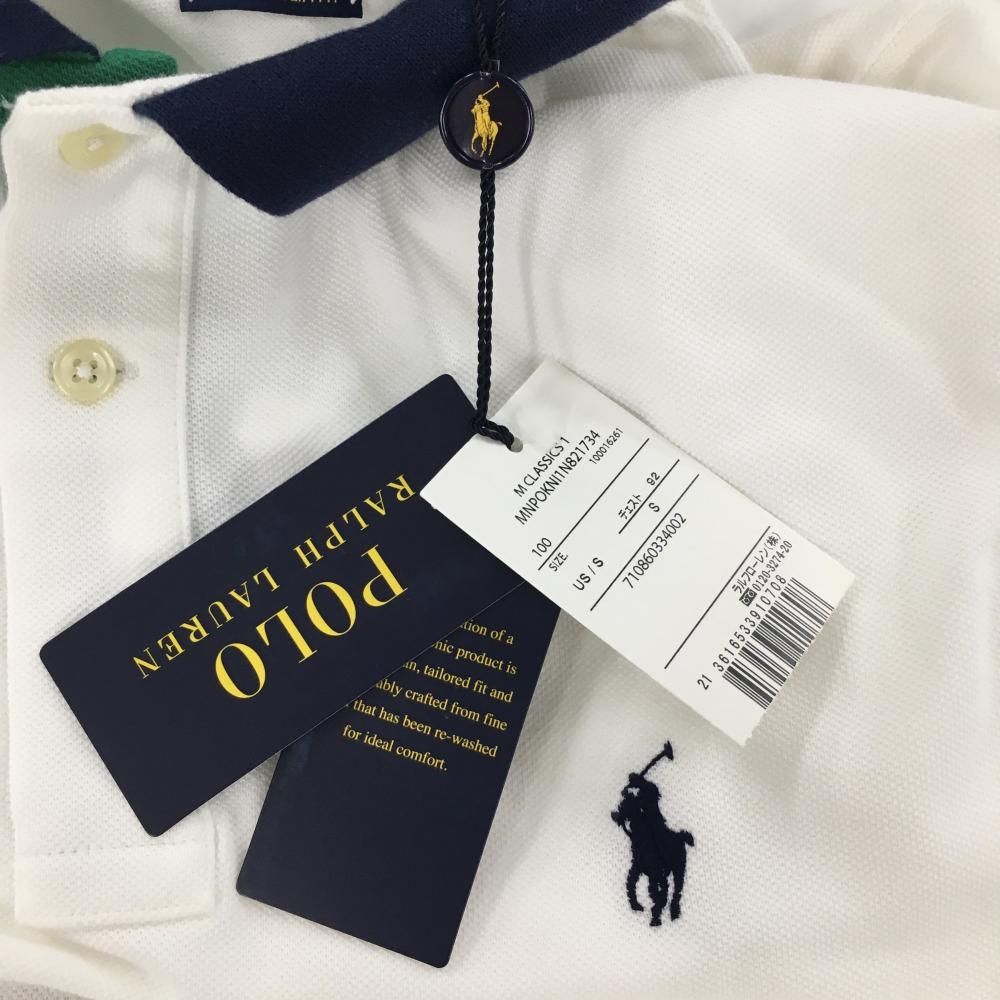 POLO
RALPH LAUREN
tion of a
nic product is
n, tailored fit and
ably crafted from fine
that has been re-washed
for ideal comfort.
M CLASSICS 1
MNPOKNI1N821734
100016261
100
SIZE
チェスト 92
US / S
S
710860334002
ラルフローレン(株)
0120-3274-20
21 3616533910708